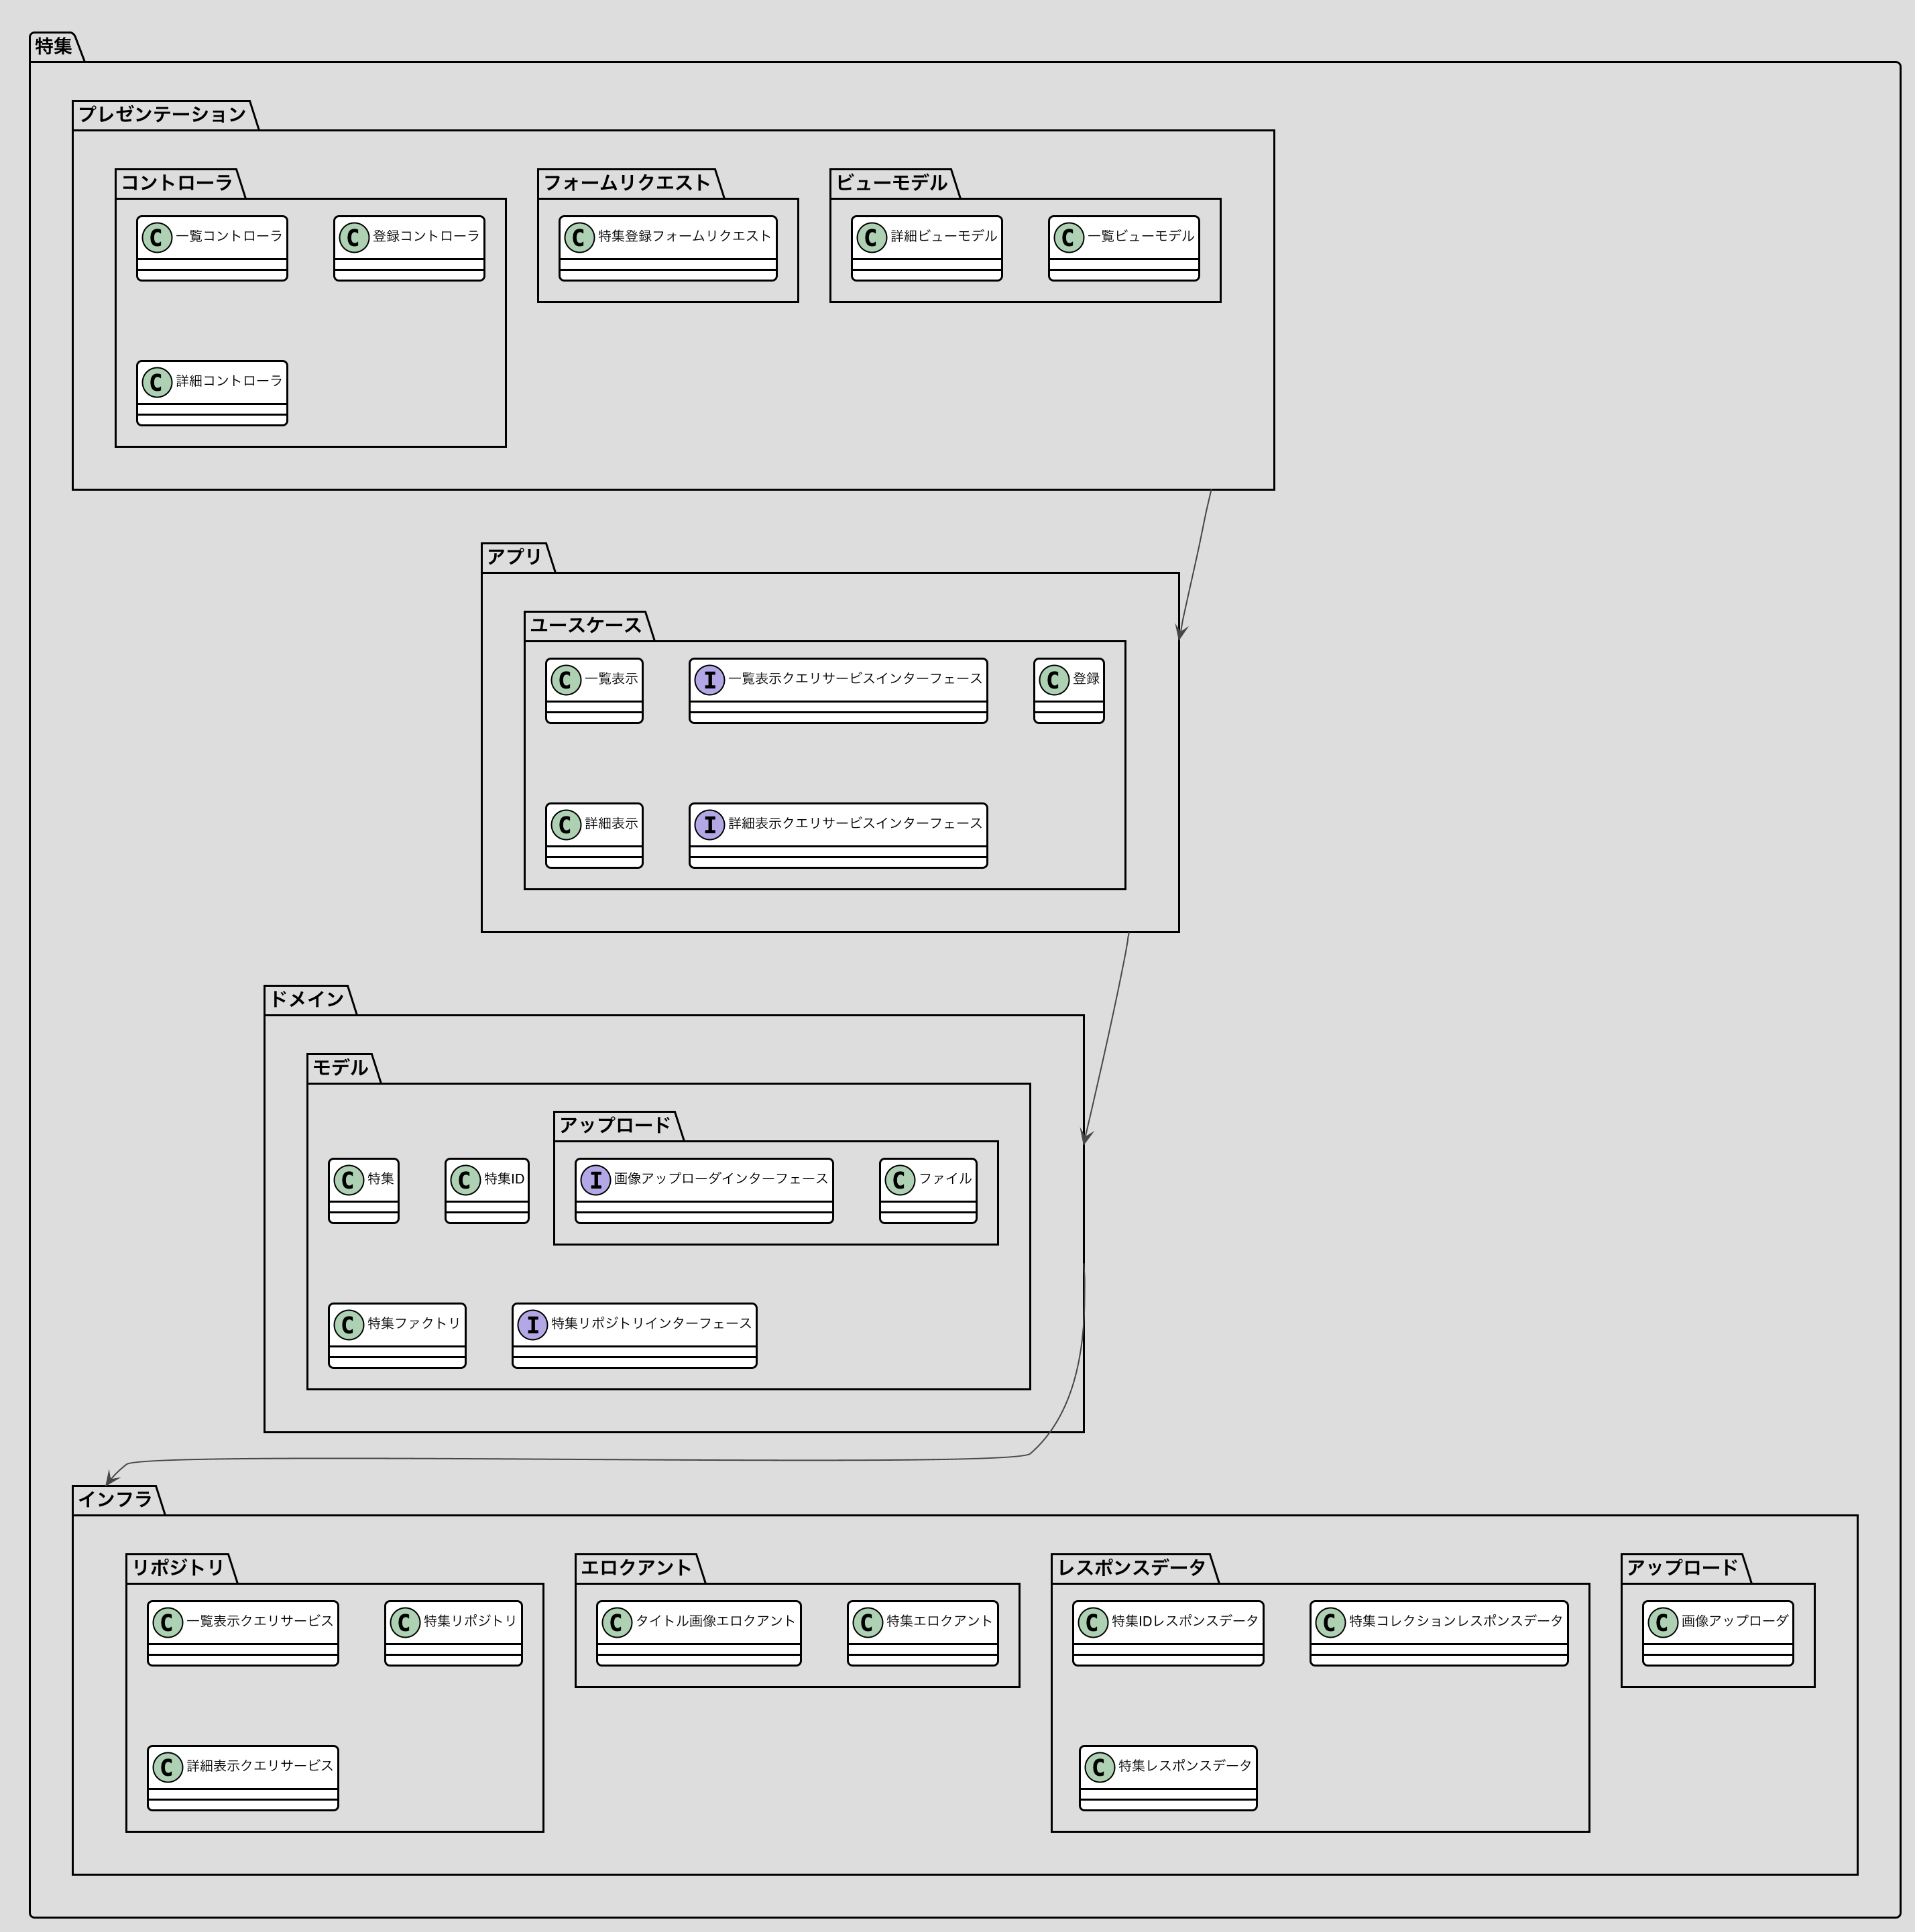 特集
プレゼンテーション
コントローラ
C 一覧コントローラ
C 登録コントローラ
C 詳細コントローラ
フォームリクエスト
C 特集登録フォームリクエスト
ビューモデル
C 詳細ビューモデル
C 一覧ビューモデル
アプリ
ユースケース
C 一覧表示
I 一覧表示クエリサービスインターフェース
C 登録
C 詳細表示
I 詳細表示クエリサービスインターフェース
ドメイン
モデル
C 特集
C 特集ID
アップロード
I 画像アップローダインターフェース
C ファイル
C 特集ファクトリ
I 特集リポジトリインターフェース
インフラ
リポジトリ
C 一覧表示クエリサービス
C 特集リポジトリ
C 詳細表示クエリサービス
エロクアント
C タイトル画像エロクアント
C 特集エロクアント
レスポンスデータ
C 特集IDレスポンスデータ
C 特集コレクションレスポンスデータ
C 特集レスポンスデータ
アップロード
C 画像アップローダ